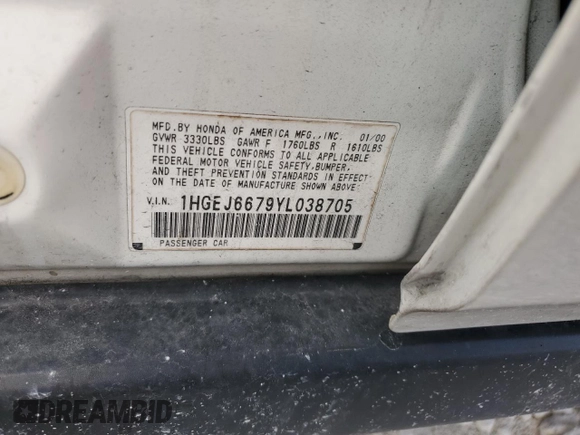 MFD.BY HONDA OF AMERICA MFG.,INC. 01/00
GVWR 3330LBS GAWR F 1760LBS R 1610LBS
THIS VEHICLE CONFORMS TO ALL APPLICABLE
FEDERAL MOTOR VEHICLE SAFETY,BUMPER,
AND THEFT PREVENTION STANDARDS IN EFFECT
ON THE DATE OF MANUFACTURE SHOWN ABOVE.
V.I.N. 1HGEJ6679YL038705
PASSENGER CAR
DREAMBID